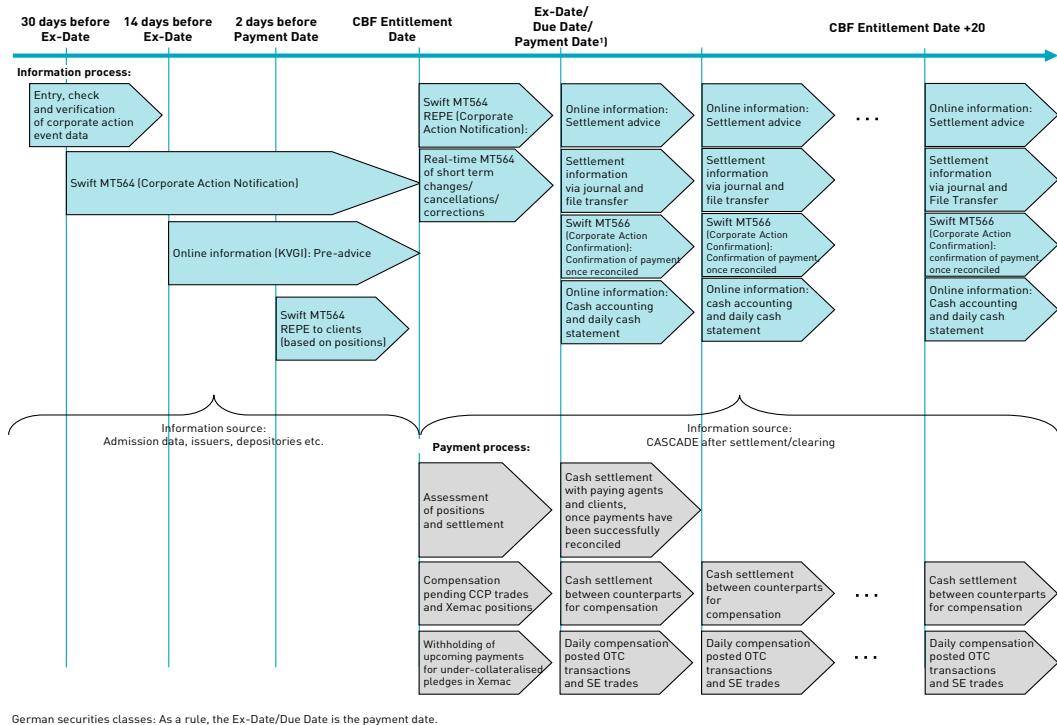 30 days before
Ex-Date
14 days before
Ex-Date
2 days before
Payment Date
CBF Entitlement
Date
Ex-Date/
Due Date/
Payment Date¹)
CBF Entitlement Date +20
Information process:
Entry, check
and verification
of corporate action
event data
Swift MT564
REPE (Corporate
Action Notification):
Online information:
Settlement advice
Online information:
Settlement advice
...
Online information:
Settlement advice
Swift MT564 (Corporate Action Notification)
Real-time MT564
of short term
changes/
cancellations/
corrections
Settlement
information
via journal and
file transfer
Settlement
information
via journal and
file transfer
Settlement
information
via journal and
File Transfer
Online information (KVGI): Pre-advice
Swift MT566
(Corporate Action
Confirmation):
Confirmation of payment,
once reconciled
Swift MT566
(Corporate Action
Confirmation):
Confirmation of payment,
once reconciled
...
Swift MT566
(Corporate Action
Confirmation):
confirmation of payment,
once reconciled
Swift MT564
REPE to clients
(based on positions)
Online information:
Cash accounting
and daily cash
statement
Online information:
cash accounting
and daily cash
statement
Online information:
Cash accounting
and daily cash
statement
Information source:
Admission data, issuers, depositories etc.
Information source:
CASCADE after settlement/clearing
Payment process:
Assessment
of positions
and settlement
Cash settlement
with paying agents
and clients,
once payments have
been successfully
reconciled
Compensation
pending CCP trades
and Xemac positions
Cash settlement
between counterparts
for compensation
Cash settlement
between counterparts
for
compensation
...
Cash settlement
between counterparts
for compensation
Withholding of
upcoming payments
for under-collateralised
pledges in Xemac
Daily compensation
posted OTC
transactions
and SE trades
Daily compensation
posted OTC
transactions
and SE trades
...
Daily compensation
posted OTC
transactions
and SE trades
German securities classes: As a rule, the Ex-Date/Due Date is the payment date.